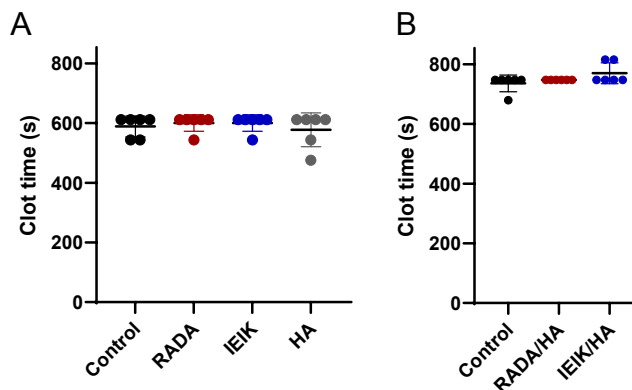 A
Clot time (s)
800
600
400
200
0
Control
RADA
IEIK
HA
B
Clot time (s)
800
600
400
200
0
Control
RADA/HA
IEIK/HA